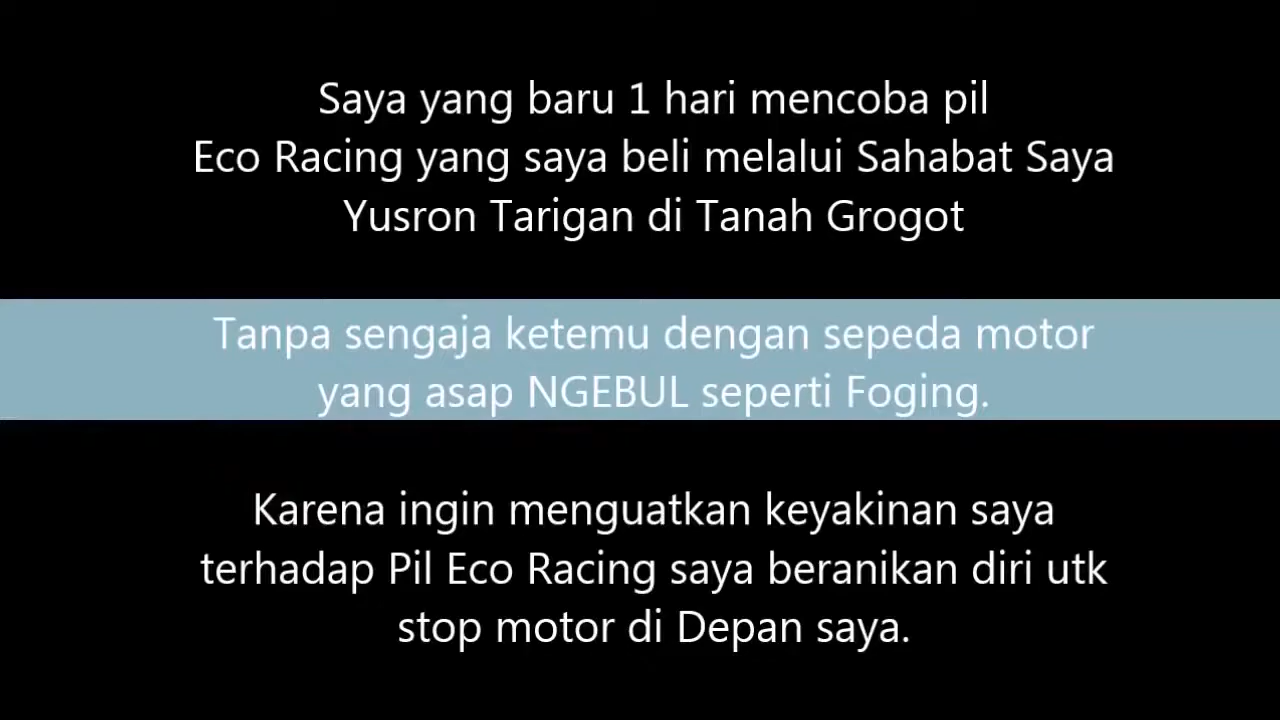 Saya yang baru 1 hari mencoba pil
Eco Racing yang saya beli melalui Sahabat Saya
Yusron Tarigan di Tanah Grogot
Tanpa sengaja ketemu dengan sepeda motor
yang asap NGEBUL seperti Foging.
Karena ingin menguatkan keyakinan saya
terhadap Pil Eco Racing saya beranikan diri utk
stop motor di Depan saya.